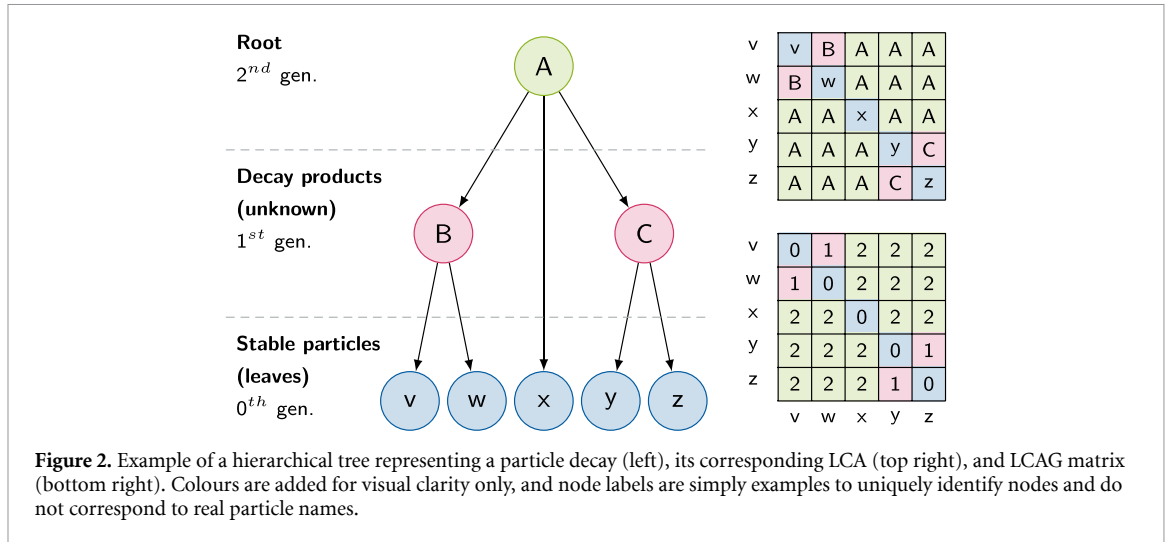 Root
2nd gen.
A
Decay products
(unknown)
1st gen.
B C
Stable particles
(leaves)
0th gen.
v w x y z
v v B A A A
w B w A A A
x A A x A A
y A A A y C
z A A A C z
v 0 1 2 2 2
w 1 0 2 2 2
x 2 2 0 2 2
y 2 2 2 0 1
z 2 2 2 1 0
v w x y z
Figure 2. Example of a hierarchical tree representing a particle decay (left), its corresponding LCA (top right), and LCAG matrix
(bottom right). Colours are added for visual clarity only, and node labels are simply examples to uniquely identify nodes and do
not correspond to real particle names.